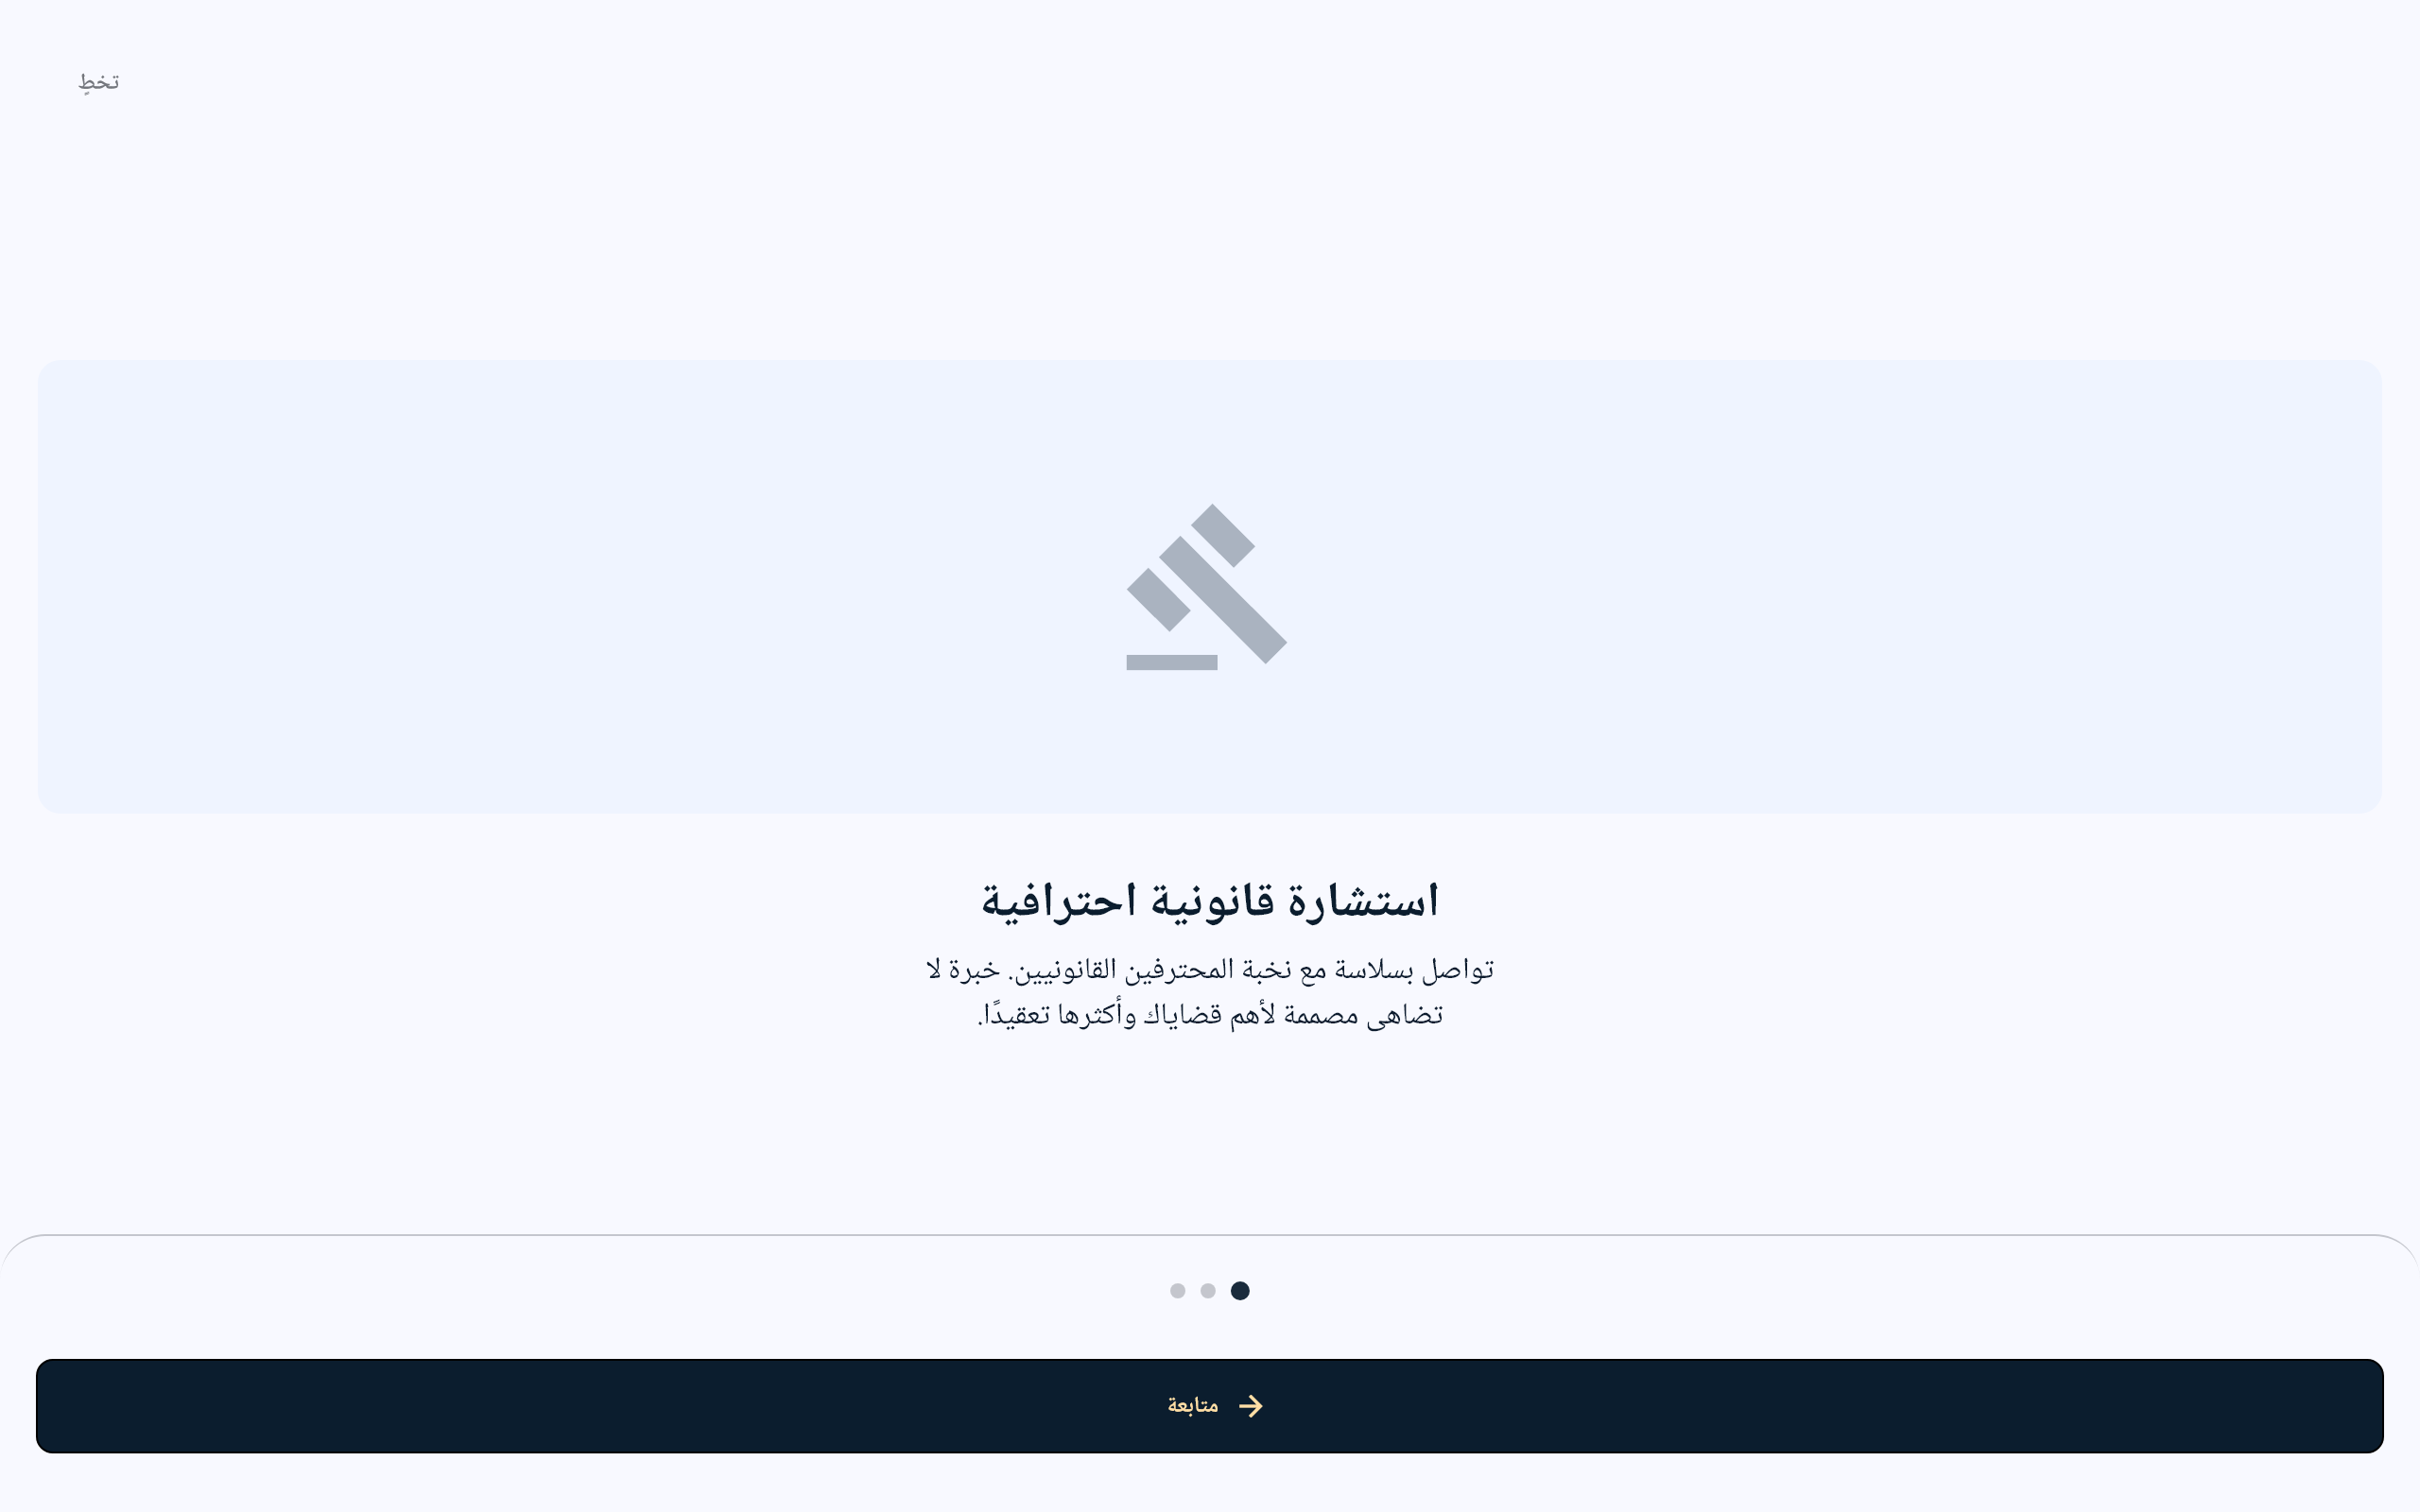 تخطٍ
استشارة قانونية احترافية
تواصل بسلاسة مع نخبة المحترفين القانونيين. خبرة لا
تضاهى مصممة لأهم قضاياك وأكثرها تعقيدًا.
متابعة